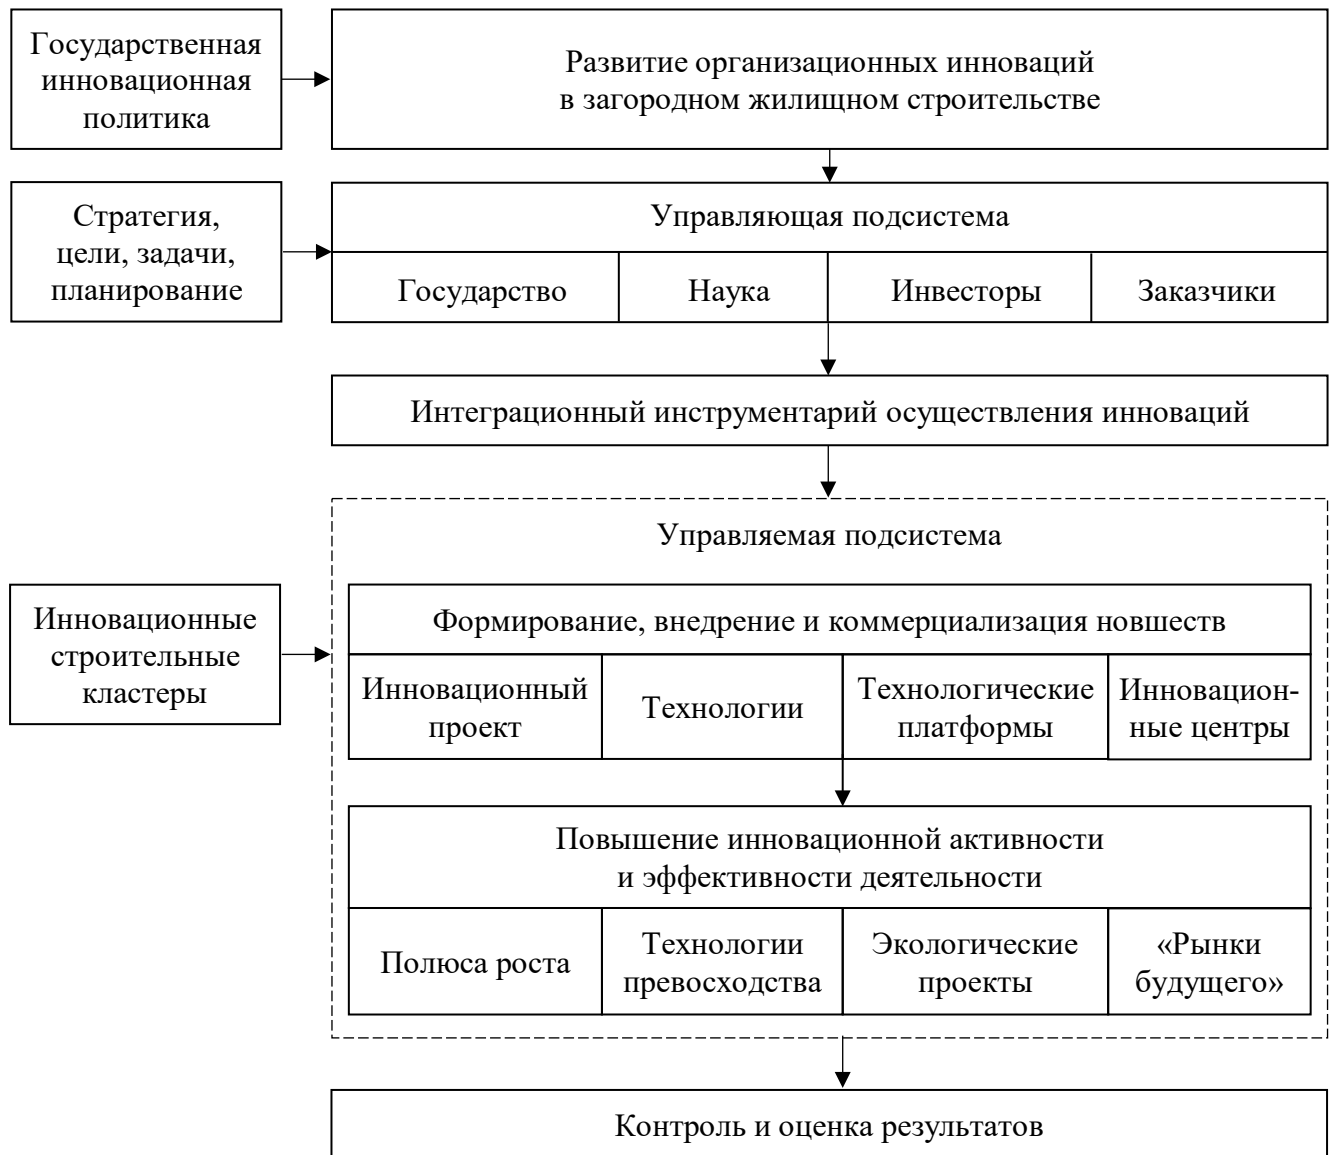 Государственная
инновационная
политика
Развитие организационных инноваций
в загородном жилищном строительстве
Стратегия,
цели, задачи,
планирование
Управляющая подсистема
Государство
Наука
Инвесторы
Заказчики
Интеграционный инструментарий осуществления инноваций
Управляемая подсистема
Инновационные
строительные
кластеры
Формирование, внедрение и коммерциализация новшеств
Инновационный
проект
Технологии
Технологические
платформы
Инновацион-
ные центры
Повышение инновационной активности
и эффективности деятельности
Полюса роста
Технологии
превосходства
Экологические
проекты
«Рынки
будущего»
Контроль и оценка результатов